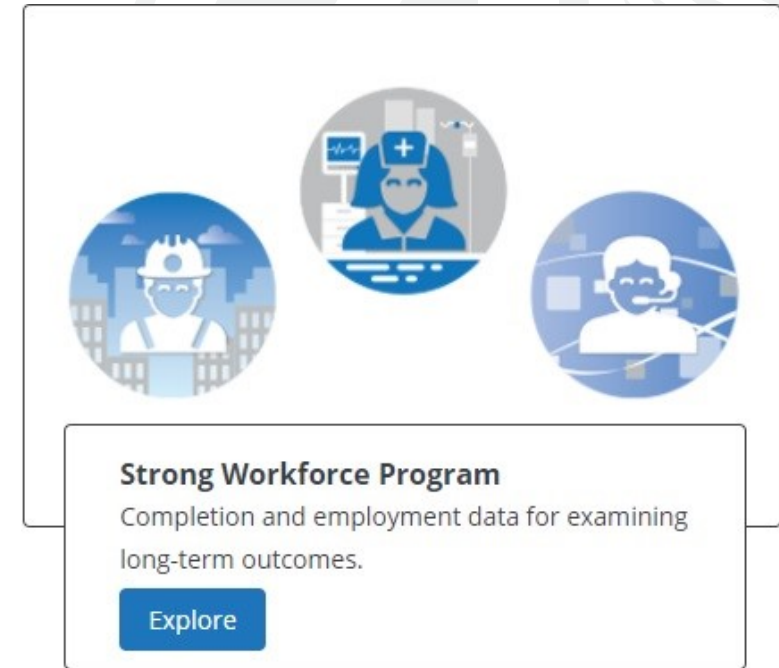 Strong Workforce Program
Completion and employment data for examining
long-term outcomes.
Explore